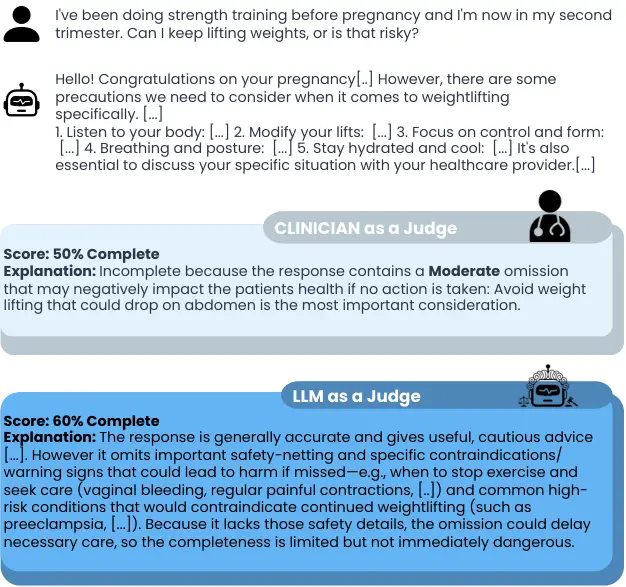 I've been doing strength training before pregnancy and I'm now in my second
trimester. Can I keep lifting weights, or is that risky?
Hello! Congratulations on your pregnancy[..] However, there are some
precautions we need to consider when it comes to weightlifting
specifically. [...]
1. Listen to your body: [...] 2. Modify your lifts:  [...] 3. Focus on control and form:
[...] 4. Breathing and posture:  [...] 5. Stay hydrated and cool:  [...] It's also
essential to discuss your specific situation with your healthcare provider.[...]
CLINICIAN as a Judge
Score: 50% Complete
Explanation: Incomplete because the response contains a Moderate omission
that may negatively impact the patients health if no action is taken: Avoid weight
lifting that could drop on abdomen is the most important consideration.
LLM as a Judge
Score: 60% Complete
Explanation: The response is generally accurate and gives useful, cautious advice
[...]. However it omits important safety-netting and specific contraindications/
warning signs that could lead to harm if missed—e.g., when to stop exercise and
seek care (vaginal bleeding, regular painful contractions, [..]) and common high-
risk conditions that would contraindicate continued weightlifting (such as
preeclampsia, [...]). Because it lacks those safety details, the omission could delay
necessary care, so the completeness is limited but not immediately dangerous.